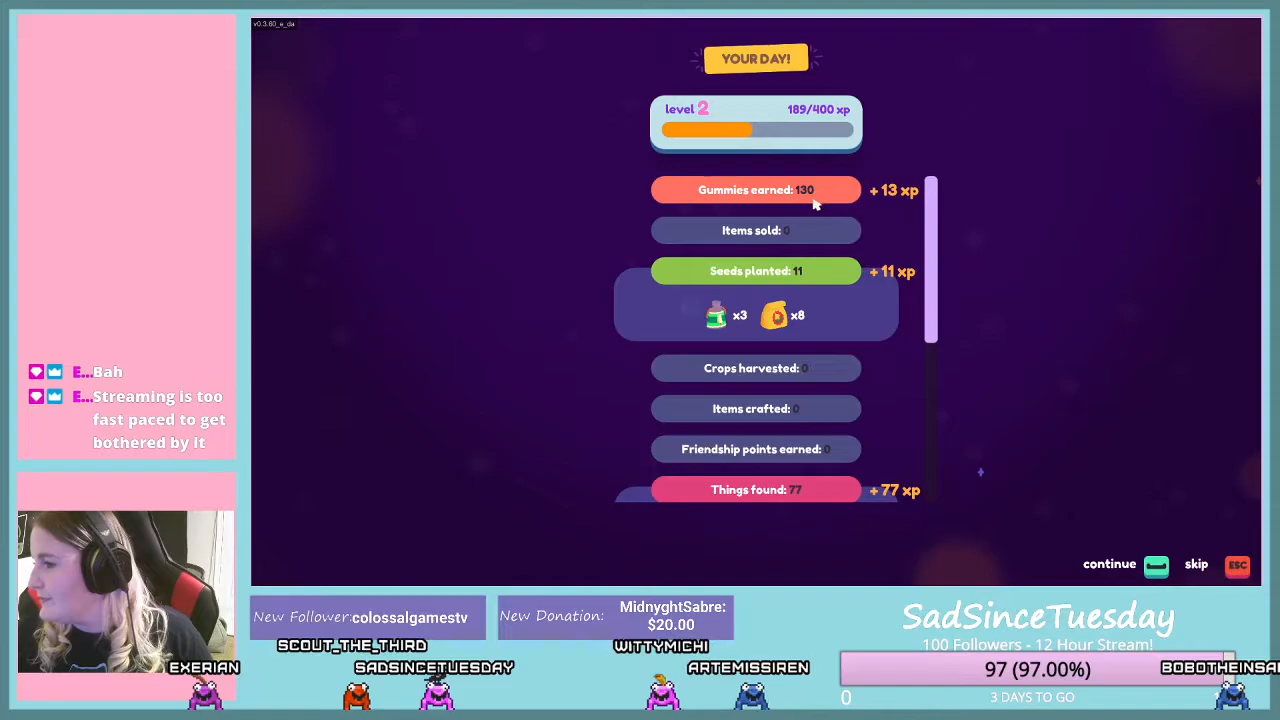 v0.3.60_e_da
YOUR DAY!
level 2 189/400 xp
Gummies earned: 130 + 13 xp
Items sold: 0
Seeds planted: 11 + 11 xp
x3 x8
Crops harvested: 0
Items crafted: 0
Friendship points earned: 0
Things found: 77 + 77 xp
continue skip ESC
E...Bah
E...Streaming is too
fast paced to get
bothered by it
New Follower: colossalgamestv
New Donation: MidnyghtSabre:
$20.00
SadSinceTuesday
100 Followers - 12 Hour Stream!
97 (97.00%)
0
3 DAYS TO GO
SCOUT_THE_THIRD
WITTYMICHI
EXERIAN
SADSINCETUESDAY
ARTEMISSIREN
BOBOTHEINSA